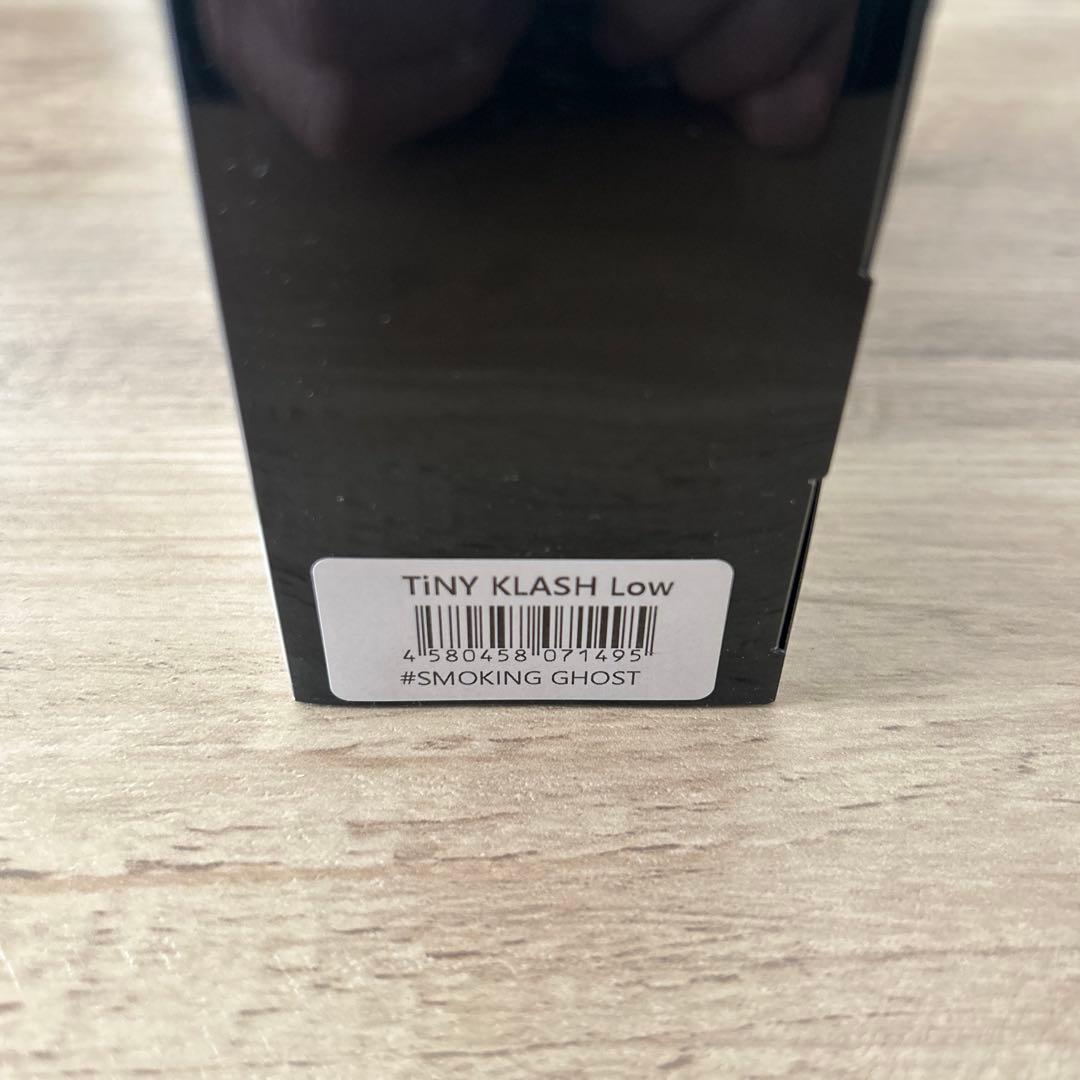 TiNY KLASH Low
4 580458 071495
#SMOKING GHOST